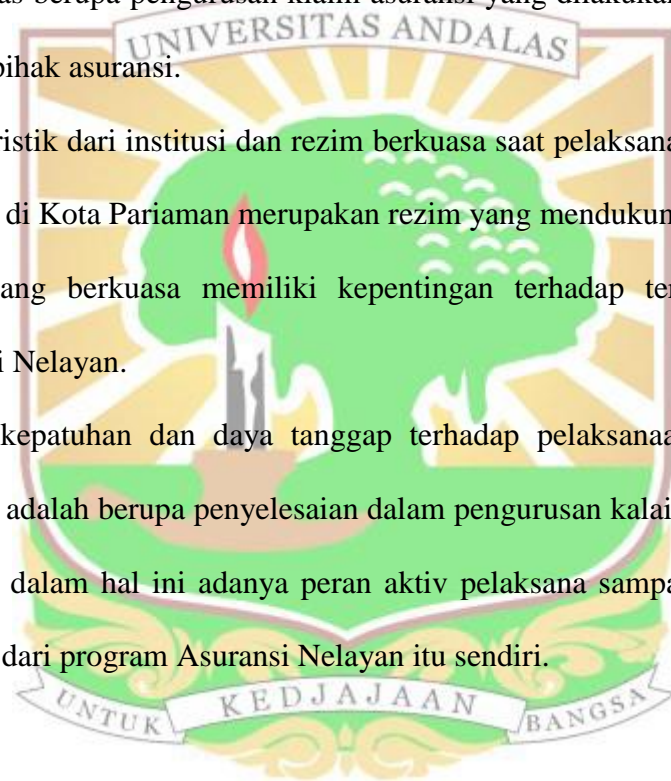 as berupa pengurusan klaim asuransi yang dilakukan
UNIVERSITAS ANDALAS
pihak asuransi.
ristik dari institusi dan rezim berkuasa saat pelaksana
di Kota Pariaman merupakan rezim yang mendukun
ang berkuasa memiliki kepentingan terhadap ter
i Nelayan.
kepatuhan dan daya tanggap terhadap pelaksanaa
adalah berupa penyelesaian dalam pengurusan kalai
dalam hal ini adanya peran aktiv pelaksana sampa
dari program Asuransi Nelayan itu sendiri.
UNTUK KEDJAJAAN BANGSA